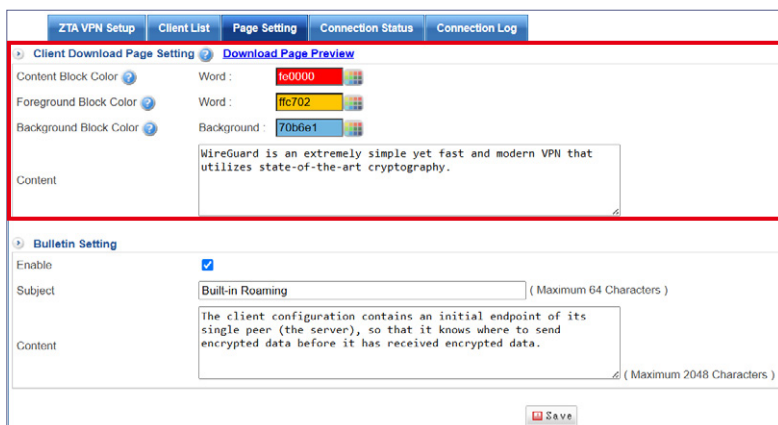 ZTA VPN Setup Client List Page Setting Connection Status Connection Log
Client Download Page Setting Download Page Preview
Content Block Color Word : fe0000
Foreground Block Color Word : ffc702
Background Block Color Background : 70b6e1
Content
WireGuard is an extremely simple yet fast and modern VPN that
utilizes state-of-the-art cryptography.
Bulletin Setting
Enable
Subject Built-in Roaming ( Maximum 64 Characters )
Content
The client configuration contains an initial endpoint of its
single peer (the server), so that it knows where to send
encrypted data before it has received encrypted data.
( Maximum 2048 Characters )
Save